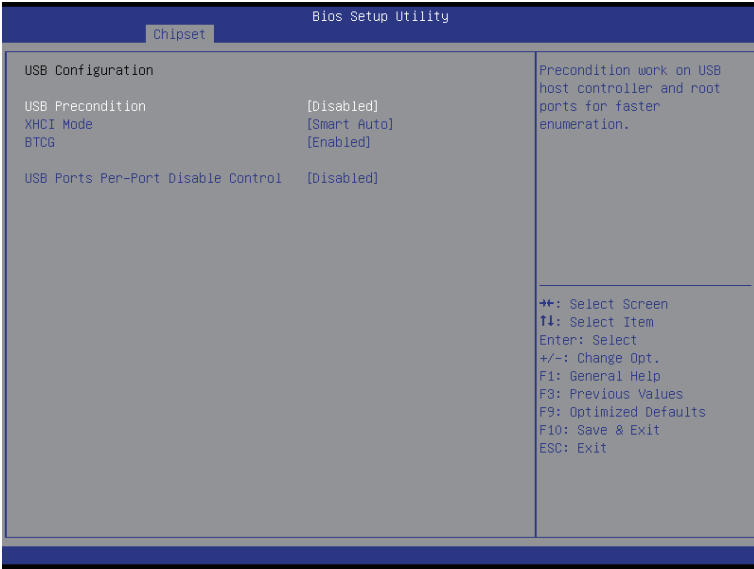 Bios Setup Utility
Chipset
USB Configuration
USB Precondition [Disabled]
XHCI Mode [Smart Auto]
BTCG [Enabled]
USB Ports Per-Port Disable Control [Disabled]
Precondition work on USB
host controller and root
ports for faster
enumeration.
→←: Select Screen
↑↓: Select Item
Enter: Select
+/-: Change Opt.
F1: General Help
F3: Previous Values
F9: Optimized Defaults
F10: Save & Exit
ESC: Exit